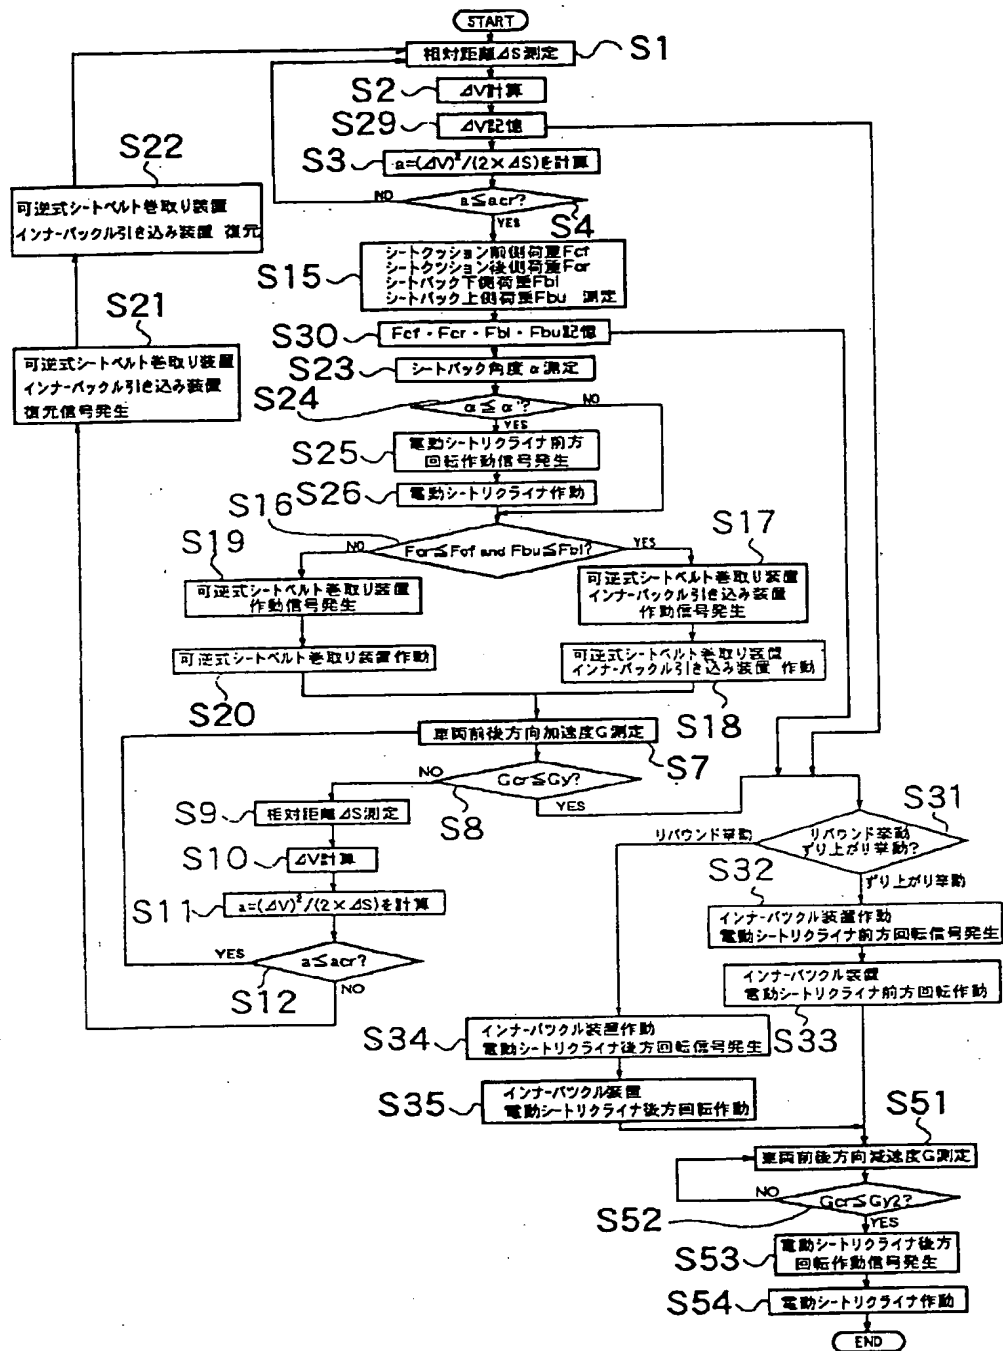 START
相対距離ΔS測定
S1
S2
ΔV計算
S29
ΔV記憶
S3
a=(ΔV)²/(2×ΔS)を計算
NO
a≤acr?
S4
YES
S22
可逆式シートベルト巻取り装置
インナーバックル引き込み装置 復元
S15
シートクッション前側荷重Fcf
シートクッション後側荷重Fcr
シートバック下側荷重Fbl
シートバック上側荷重Fbu 測定
S21
可逆式シートベルト巻取り装置
インナーバックル引き込み装置
復元信号発生
S30
Fcf・Fcr・Fbl・Fbu記憶
S23
シートバック角度α測定
S24
α≤α'?
NO
YES
S25
電動シートリクライナ前方
回転作動信号発生
S26
電動シートリクライナ作動
S16
Fcr≤Fcf and Fbu≤Fbl?
NO
YES
S19
可逆式シートベルト巻取り装置
作動信号発生
S17
可逆式シートベルト巻取り装置
インナーバックル引き込み装置
作動信号発生
可逆式シートベルト巻取り装置作動
S20
可逆式シートベルト巻取り装置
インナーバックル引き込み装置 作動
S18
車両前後方向加速度G測定
S7
NO
Gcr≤Gy?
S8
YES
S9
相対距離ΔS測定
S10
ΔV計算
S11
a=(ΔV)²/(2×ΔS)を計算
YES
a≤acr?
S12
NO
S31
リバウンド挙動
リバウンド挙動
ずり上がり挙動?
ずり上がり挙動
S32
インナーバックル装置作動
電動シートリクライナ前方回転信号発生
インナーバックル装置
電動シートリクライナ前方回転作動
S33
S34
インナーバックル装置作動
電動シートリクライナ後方回転信号発生
S35
インナーバックル装置
電動シートリクライナ後方回転作動
S51
車両前後方向減速度G測定
NO
Gcr≤Gy2?
S52
YES
S53
電動シートリクライナ後方
回転作動信号発生
S54
電動シートリクライナ作動
END